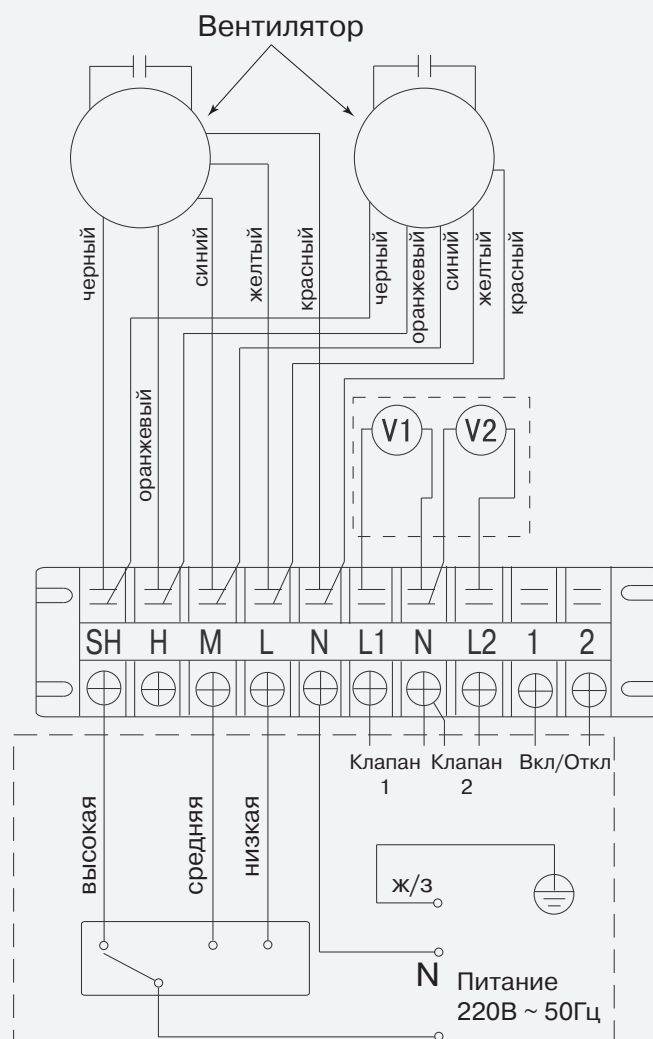 Вентилятор
черный
оранжевый
синий
желтый
красный
черный
оранжевый
синий
желтый
красный
V1 V2
SH H M L N L1 N L2 1 2
Клапан 1
Клапан 2
Вкл/Откл
высокая
средняя
низкая
ж/з
N
Питание
220В ~ 50Гц